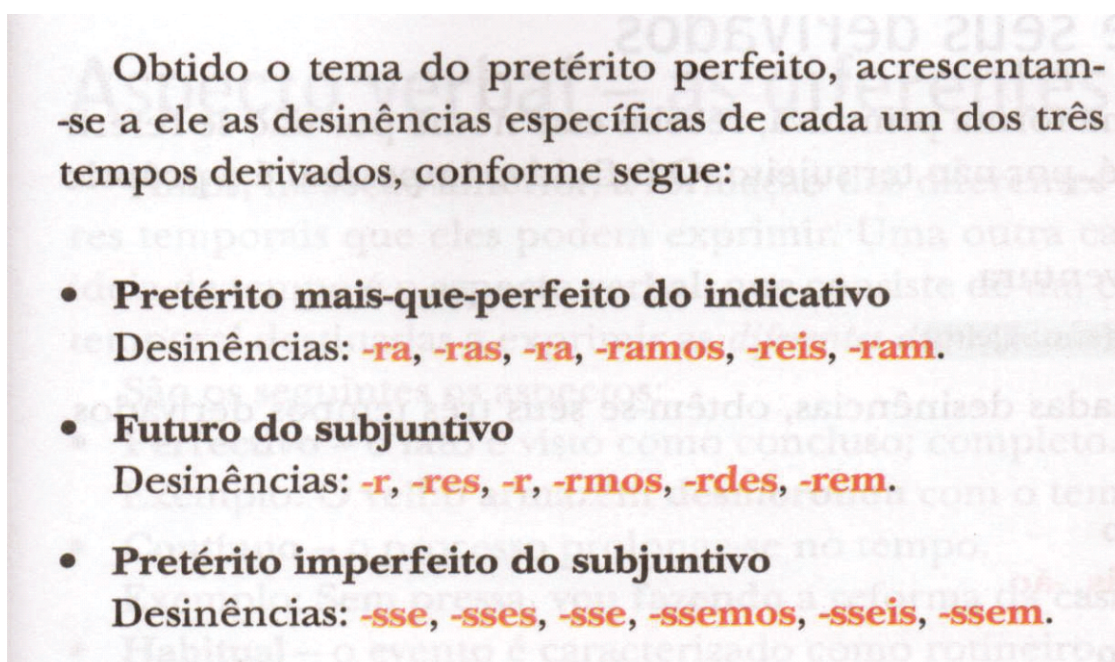 Obtido o tema do pretérito perfeito, acrescentam-
-se a ele as desinências específicas de cada um dos três
tempos derivados, conforme segue:
• Pretérito mais-que-perfeito do indicativo
Desinências: -ra, -ras, -ra, -ramos, -reis, -ram.
• Futuro do subjuntivo
Desinências: -r, -res, -r, -rmos, -rdes, -rem.
• Pretérito imperfeito do subjuntivo
Desinências: -sse, -sses, -sse, -ssemos, -sseis, -ssem.